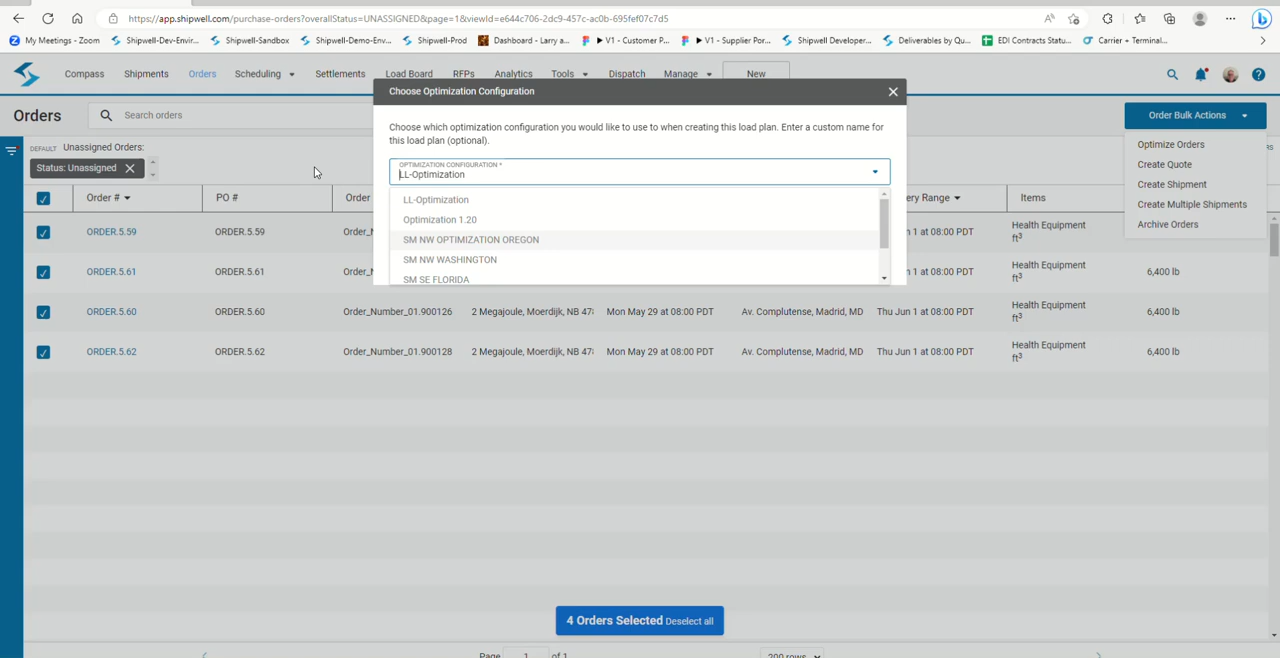 https://app.shipwell.com/purchase-orders?overallStatus=UNASSIGNED&page=1&viewId=e644c706-2dc9-457c-ac0b-695fef07c7d5
My Meetings - Zoom Shipwell-Dev-Envir... Shipwell-Sandbox Shipwell-Demo-Env... Shipwell-Prod Dashboard - Larry a... ▶ V1 - Customer P... ▶ V1 - Supplier Por... Shipwell Developer... Deliverables by Qu... EDI Contracts Statu... Carrier + Terminal...
Compass Shipments Orders Scheduling Settlements Load Board RFPs Analytics Tools Dispatch Manage New
Choose Optimization Configuration
Orders Search orders Order Bulk Actions
Choose which optimization configuration you would like to use to when creating this load plan. Enter a custom name for
this load plan (optional).
DEFAULT Unassigned Orders:
Status: Unassigned
OPTIMIZATION CONFIGURATION *
LL-Optimization
Optimize Orders
Create Quote
Create Shipment
Create Multiple Shipments
Archive Orders
LL-Optimization
Optimization 1.20
SM NW OPTIMIZATION OREGON
SM NW WASHINGTON
SM SE FLORIDA
Order # PO # Order ery Range Items
ORDER.5.59 ORDER.5.59 Order_N 1 at 08:00 PDT Health Equipment
ft³
ORDER.5.61 ORDER.5.61 Order_N 1 at 08:00 PDT Health Equipment 6,400 lb
ft³
ORDER.5.60 ORDER.5.60 Order_Number_01.900126 2 Megajoule, Moerdijk, NB 47 Mon May 29 at 08:00 PDT Av. Complutense, Madrid, MD Thu Jun 1 at 08:00 PDT Health Equipment 6,400 lb
ft³
ORDER.5.62 ORDER.5.62 Order_Number_01.900128 2 Megajoule, Moerdijk, NB 47 Mon May 29 at 08:00 PDT Av. Complutense, Madrid, MD Thu Jun 1 at 08:00 PDT Health Equipment 6,400 lb
ft³
4 Orders Selected Deselect all
Page 1 of 1 200 rows